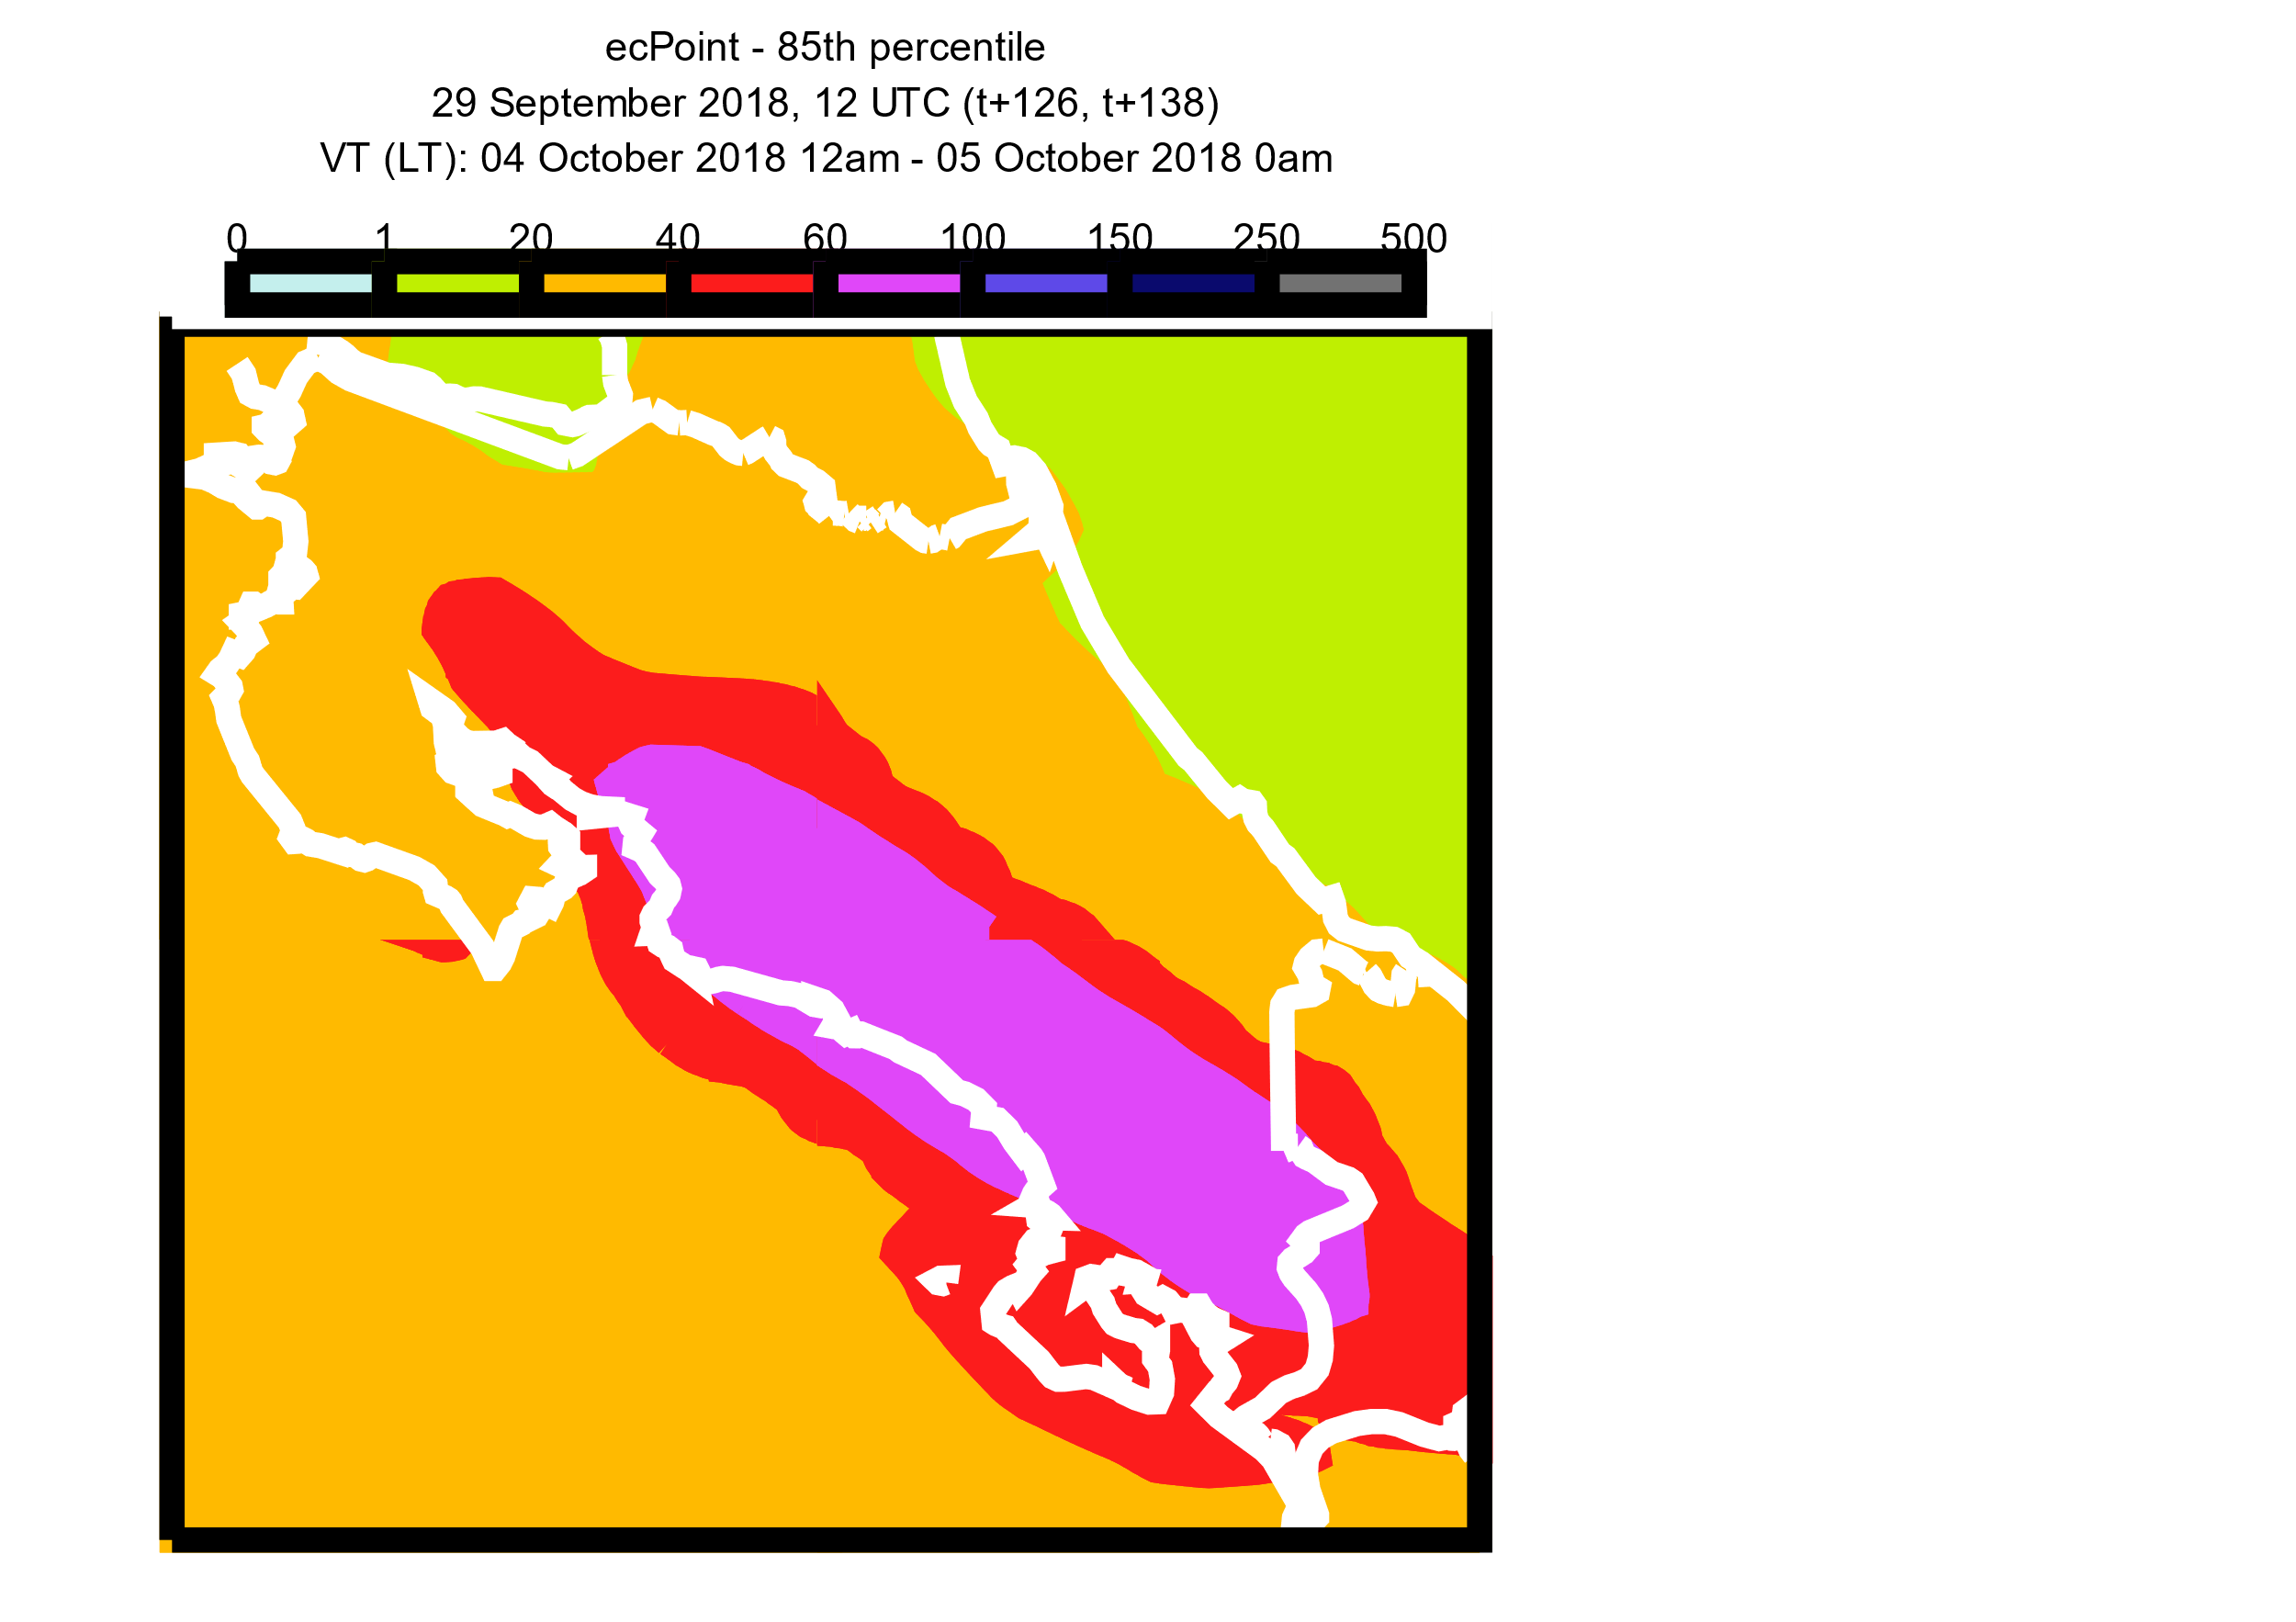 ecPoint - 85th percentile
29 September 2018, 12 UTC (t+126, t+138)
VT (LT): 04 October 2018 12am - 05 October 2018 0am
0 1 20 40 60 100 150 250 500